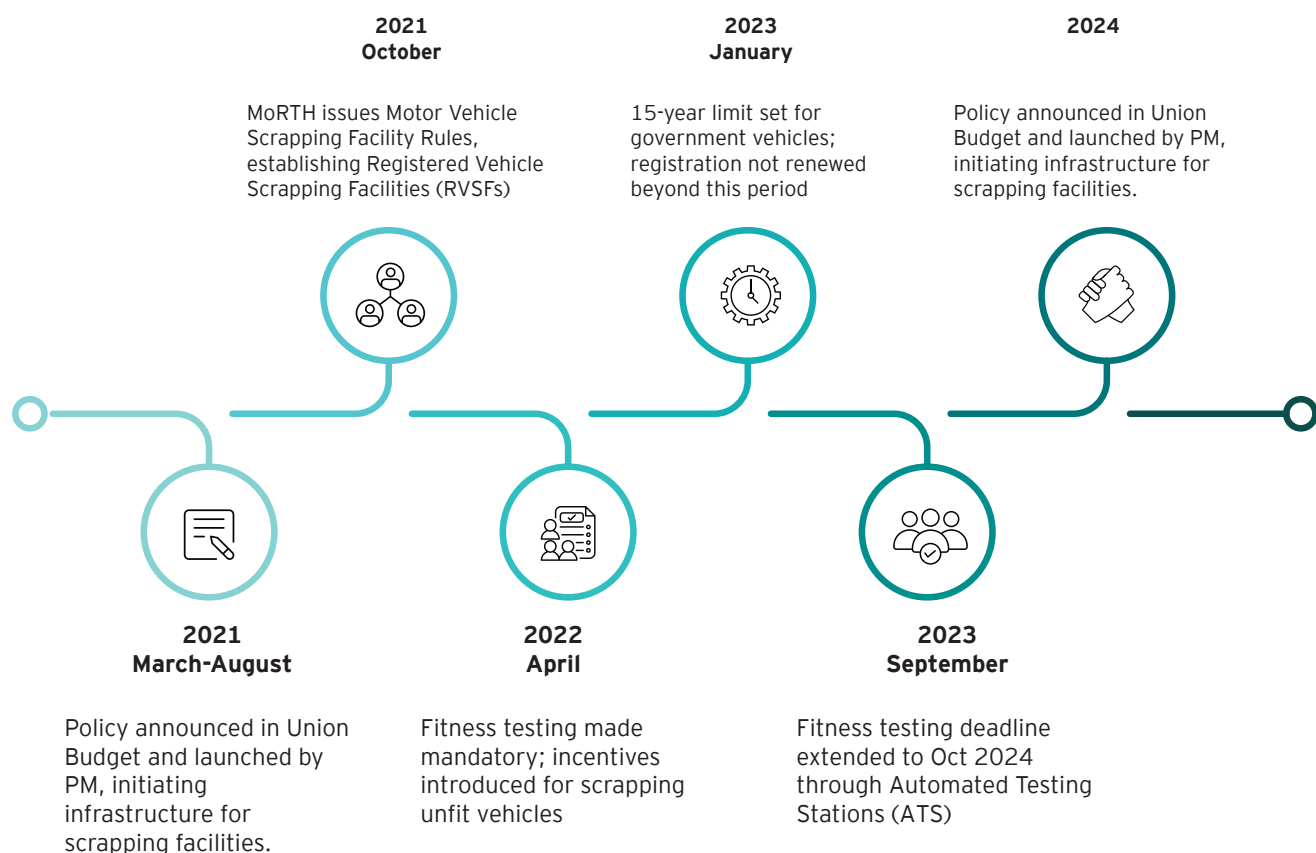 2021
October
MoRTH issues Motor Vehicle
Scrapping Facility Rules,
establishing Registered Vehicle
Scrapping Facilities (RVSFs)
2023
January
15-year limit set for
government vehicles;
registration not renewed
beyond this period
2024
Policy announced in Union
Budget and launched by PM,
initiating infrastructure for
scrapping facilities.
2021
March-August
Policy announced in Union
Budget and launched by
PM, initiating
infrastructure for
scrapping facilities.
2022
April
Fitness testing made
mandatory; incentives
introduced for scrapping
unfit vehicles
2023
September
Fitness testing deadline
extended to Oct 2024
through Automated Testing
Stations (ATS)